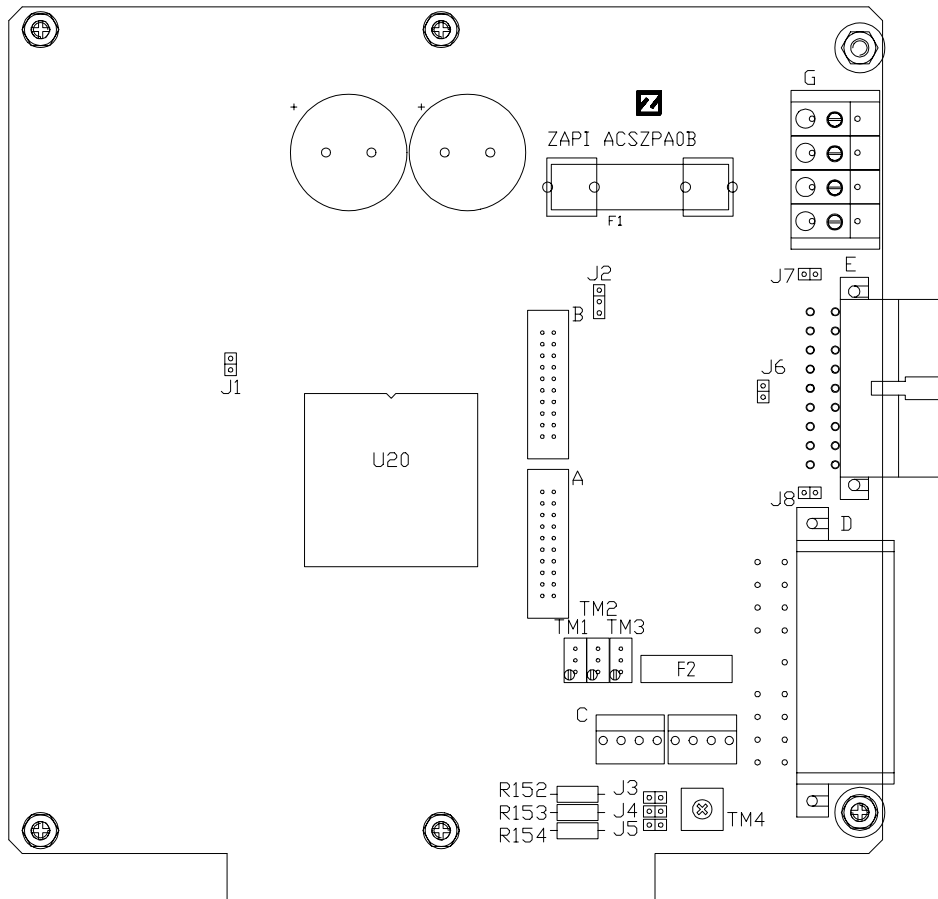 G
+
+
ZAPI ACSZPA0B
F1
J2
J7
E
B
J1
J6
U20
A
J8
D
TM2
TM1
TM3
F2
C
R152
J3
R153
J4
TM4
R154
J5